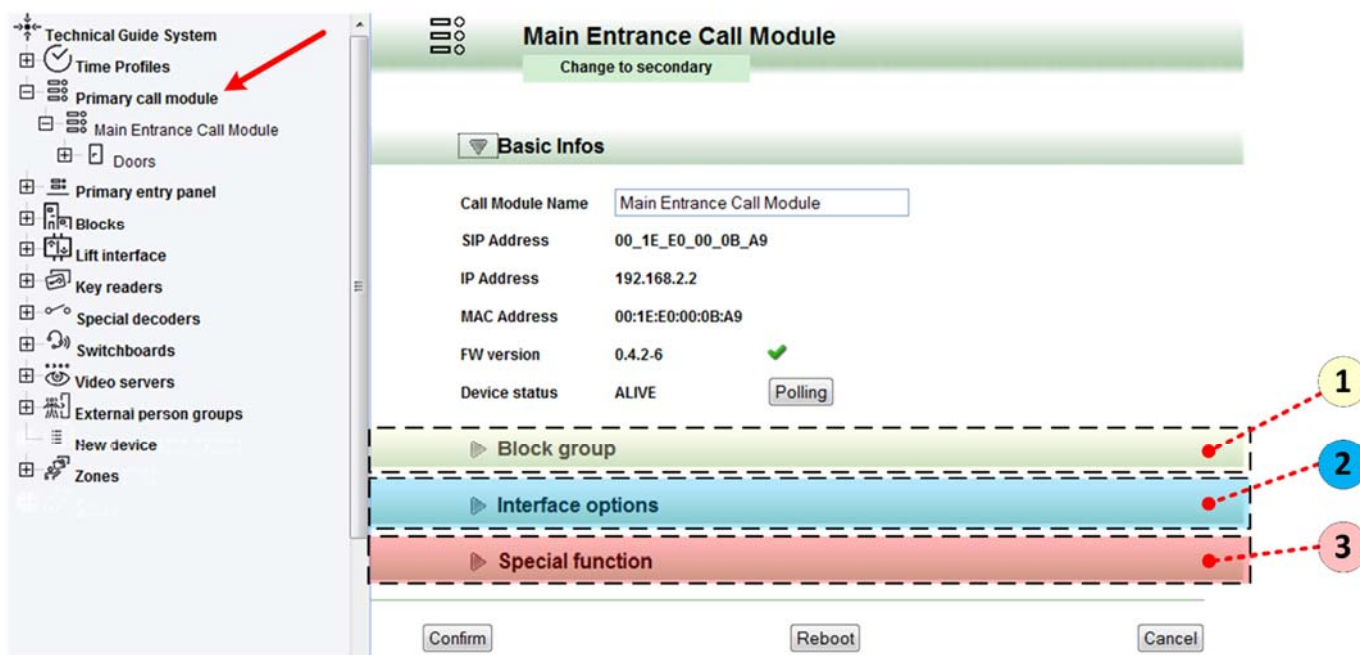 Technical Guide System
Time Profiles
Primary call module
Main Entrance Call Module
Doors
Primary entry panel
Blocks
Lift interface
Key readers
Special decoders
Switchboards
Video servers
External person groups
New device
Zones
Main Entrance Call Module
Change to secondary
Basic Infos
Call Module Name Main Entrance Call Module
SIP Address 00_1E_E0_00_0B_A9
IP Address 192.168.2.2
MAC Address 00:1E:E0:00:0B:A9
FW version 0.4.2-6
Device status ALIVE Polling
Block group 1
Interface options 2
Special function 3
Confirm Reboot Cancel